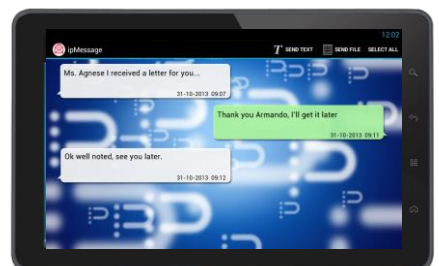 12:02
ipMessage
T SEND TEXT SEND FILE SELECT ALL
Ms. Agnese I received a letter for you...
31-10-2013 09:07
Thank you Armando, I'll get it later
31-10-2013 09:11
Ok well noted, see you later.
31-10-2013 09:12